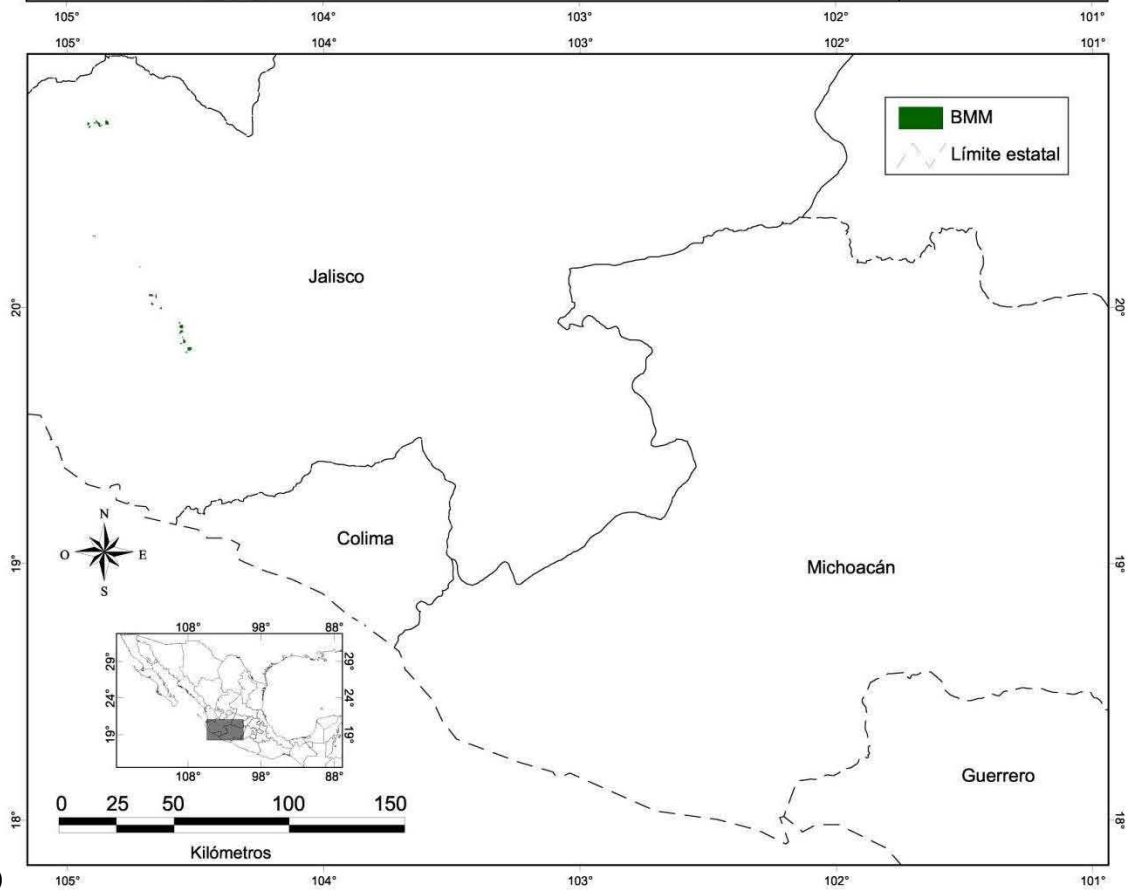 105° 104° 103° 102° 101°
105° 104° 103° 102° 101°
BMM
Límite estatal
Jalisco
20° 20°
N
O E
S
Colima
19° 19°
Michoacán
108° 98° 88°
29° 29°
24° 24°
19° 19°
108° 98° 88°
Guerrero
0 25 50 100 150
18° 18°
Kilómetros
105° 104° 103° 102° 101°